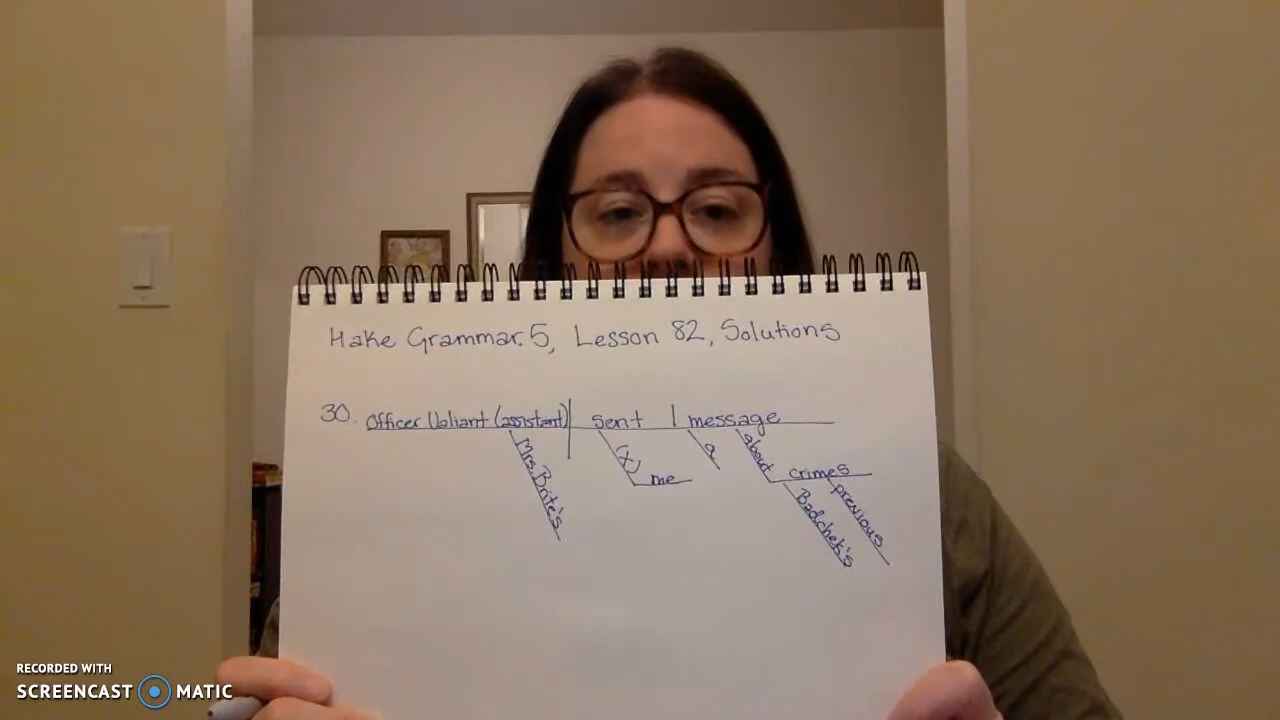 Hake Grammar 5, Lesson 82, Solutions
30. Officer Valiant (assistant) sent message
Mrs. Brite's
(x)
me
a
about
crimes
Badchek's
previous
RECORDED WITH
SCREENCAST MATIC